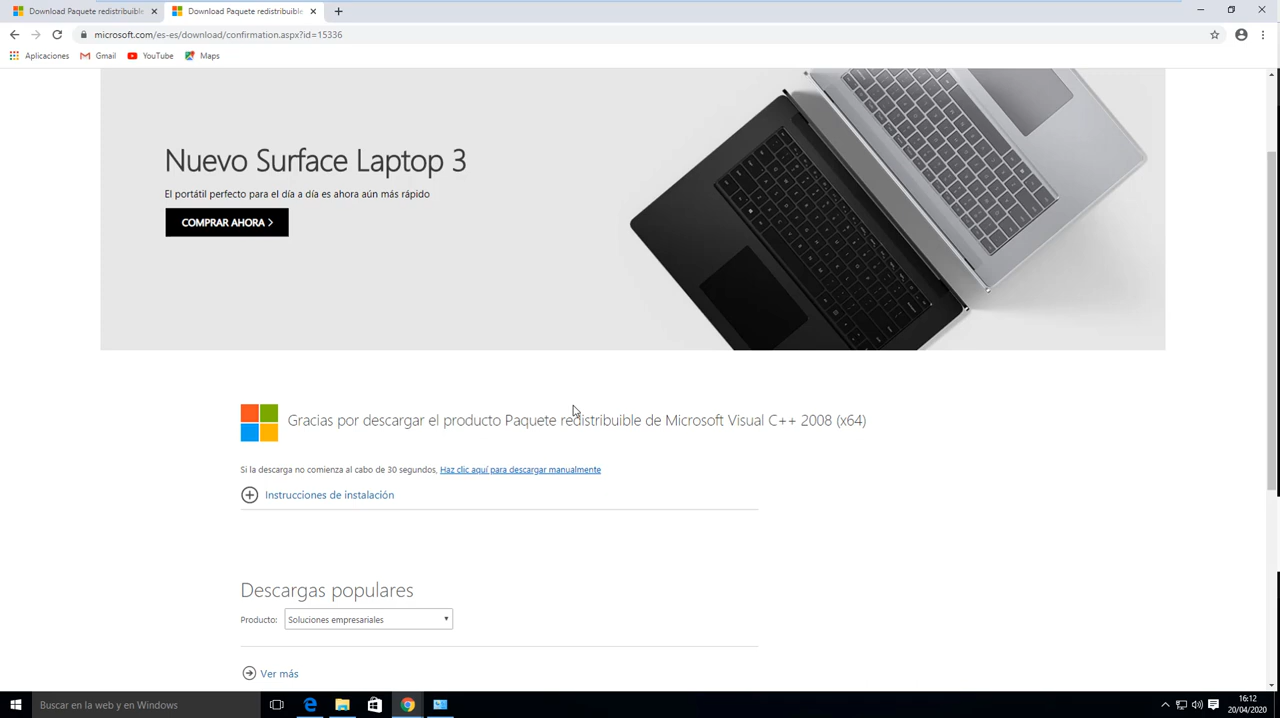 Download Paquete redistribuible
Download Paquete redistribuible
microsoft.com/es-es/download/confirmation.aspx?id=15336
Aplicaciones
Gmail
YouTube
Maps
Nuevo Surface Laptop 3
El portátil perfecto para el día a día es ahora aún más rápido
COMPRAR AHORA
Gracias por descargar el producto Paquete redistribuible de Microsoft Visual C++ 2008 (x64)
Si la descarga no comienza al cabo de 30 segundos, Haz clic aquí para descargar manualmente
Instrucciones de instalación
Descargas populares
Producto: Soluciones empresariales
Ver más
Buscar en la web y en Windows
16:12
20/04/2020